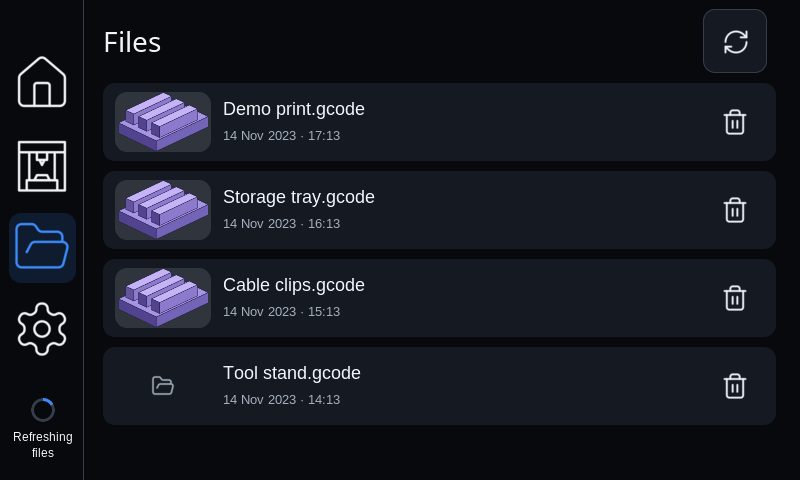 Files
Demo print.gcode
14 Nov 2023 · 17:13
Storage tray.gcode
14 Nov 2023 · 16:13
Cable clips.gcode
14 Nov 2023 · 15:13
Tool stand.gcode
14 Nov 2023 · 14:13
Refreshing
files